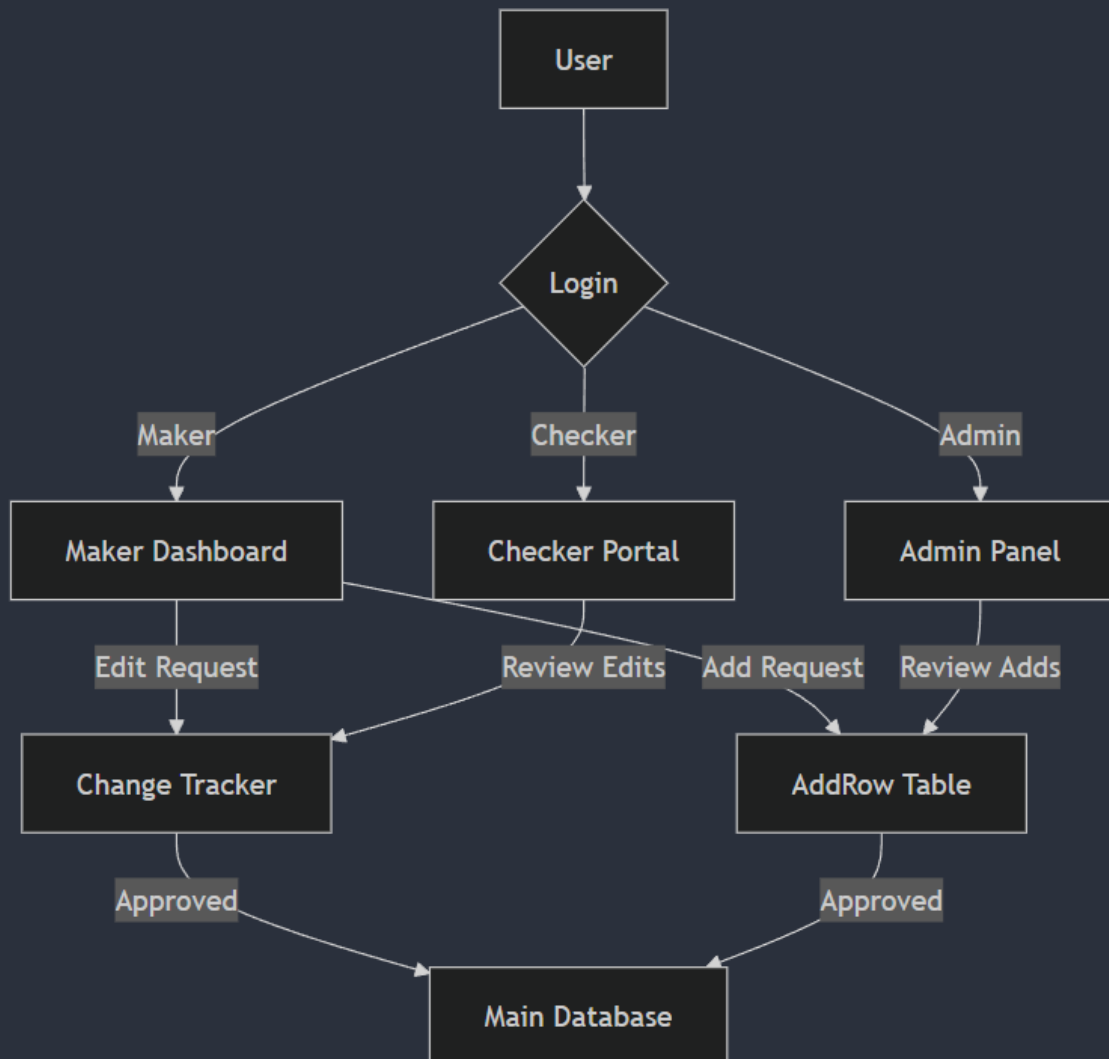 User
Login
Maker
Checker
Admin
Maker Dashboard
Checker Portal
Admin Panel
Edit Request
Review Edits
Add Request
Review Adds
Change Tracker
AddRow Table
Approved
Approved
Main Database